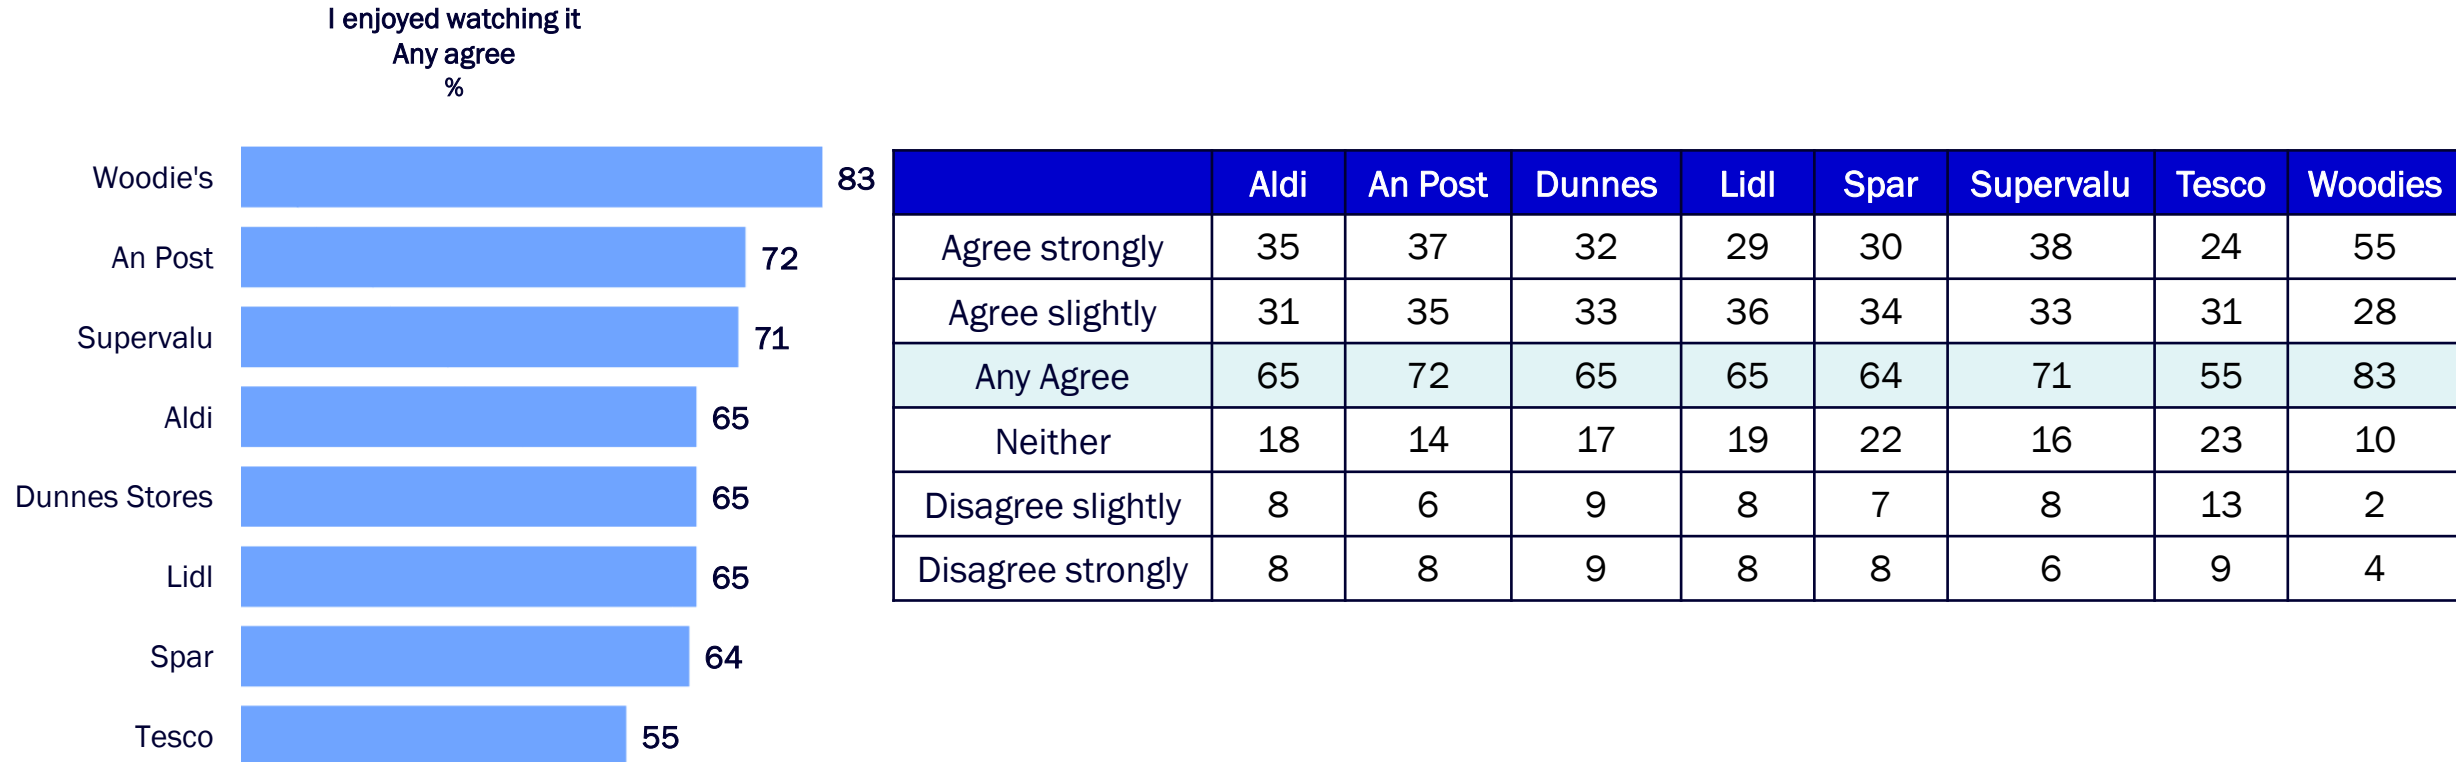 I enjoyed watching it
Any agree
%
Woodie's 83
An Post 72
Supervalu 71
Aldi 65
Dunnes Stores 65
Lidl 65
Spar 64
Tesco 55
Aldi An Post Dunnes Lidl Spar Supervalu Tesco Woodies
Agree strongly 35 37 32 29 30 38 24 55
Agree slightly 31 35 33 36 34 33 31 28
Any Agree 65 72 65 65 64 71 55 83
Neither 18 14 17 19 22 16 23 10
Disagree slightly 8 6 9 8 7 8 13 2
Disagree strongly 8 8 9 8 8 6 9 4